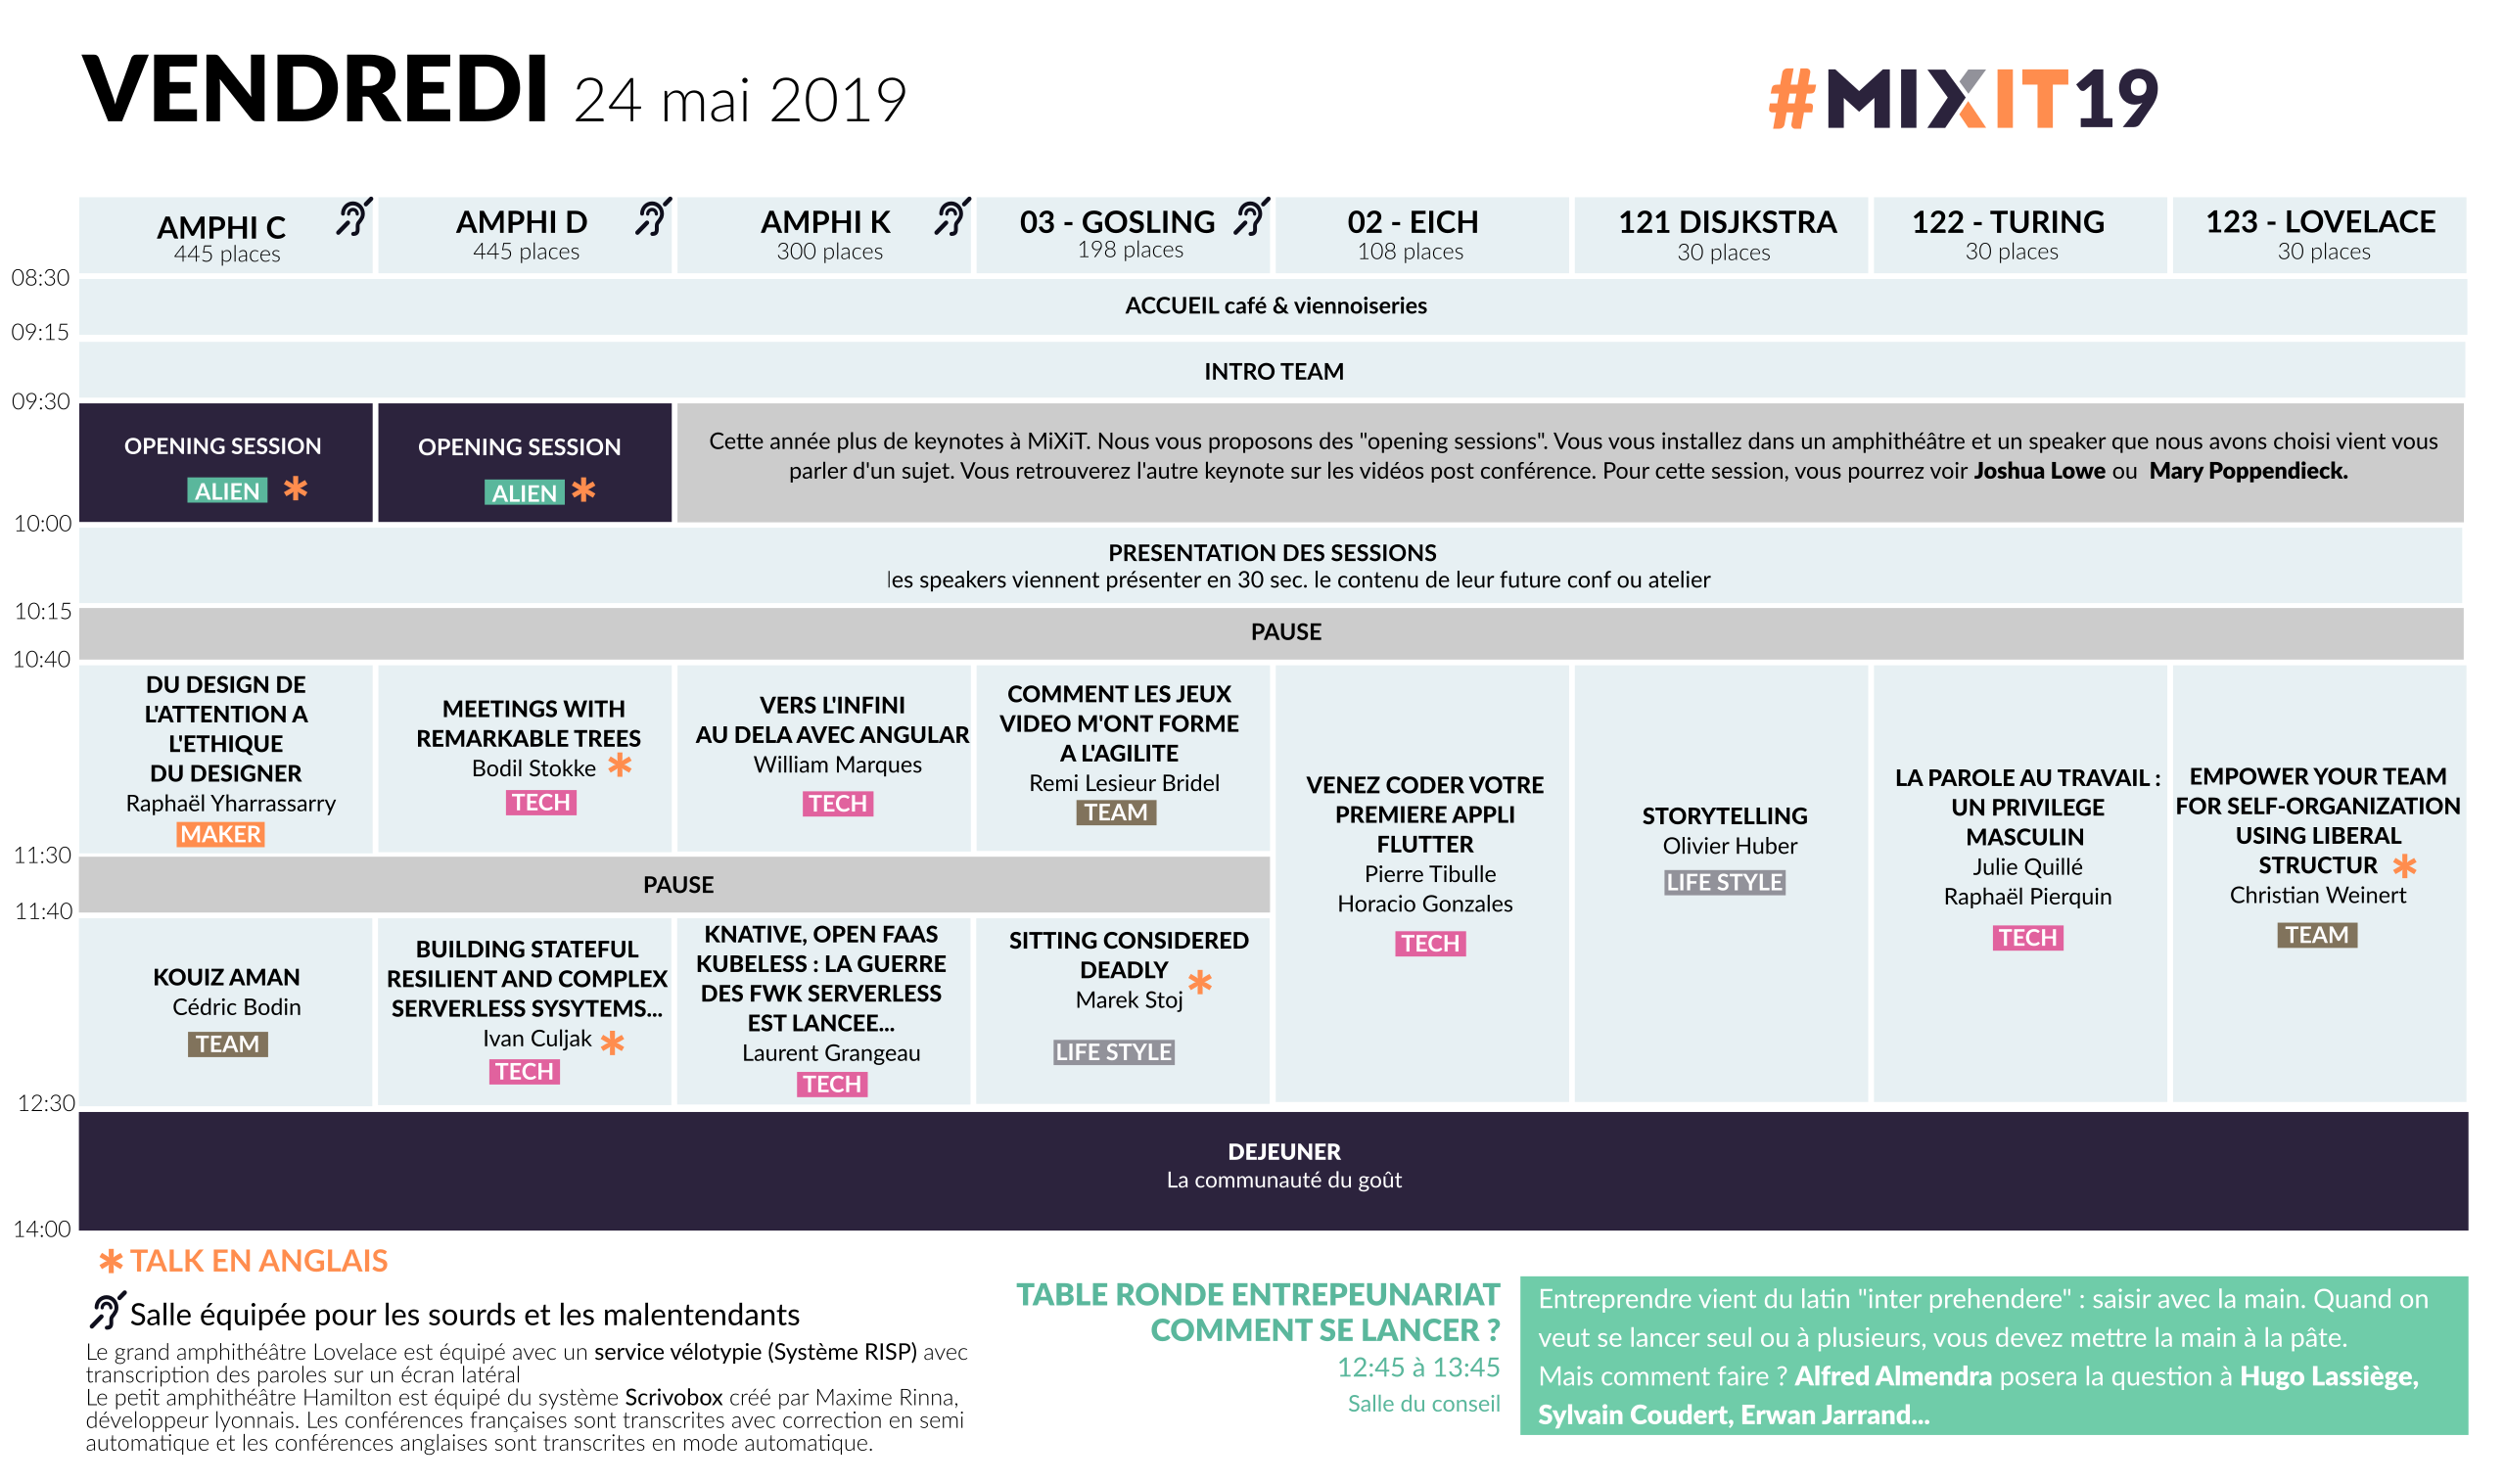 VENDREDI 24 mai 2019
#MIXIT19
AMPHI C
445 places
AMPHI D
445 places
AMPHI K
300 places
03 - GOSLING
198 places
02 - EICH
108 places
121 DISJKSTRA
30 places
122 - TURING
30 places
123 - LOVELACE
30 places
08:30
ACCUEIL café & viennoiseries
09:15
INTRO TEAM
09:30
OPENING SESSION
ALIEN *
OPENING SESSION
ALIEN *
Cette année plus de keynotes à MiXiT. Nous vous proposons des "opening sessions". Vous vous installez dans un amphithéâtre et un speaker que nous avons choisi vient vous
parler d'un sujet. Vous retrouverez l'autre keynote sur les vidéos post conférence. Pour cette session, vous pourrez voir Joshua Lowe ou Mary Poppendieck.
10:00
PRESENTATION DES SESSIONS
les speakers viennent présenter en 30 sec. le contenu de leur future conf ou atelier
10:15
PAUSE
10:40
DU DESIGN DE
L'ATTENTION A
L'ETHIQUE
DU DESIGNER
Raphaël Yharrassarry
MAKER
MEETINGS WITH
REMARKABLE TREES
Bodil Stokke *
TECH
VERS L'INFINI
AU DELA AVEC ANGULAR
William Marques
TECH
COMMENT LES JEUX
VIDEO M'ONT FORME
A L'AGILITE
Remi Lesieur Bridel
TEAM
VENEZ CODER VOTRE
PREMIERE APPLI
FLUTTER
Pierre Tibulle
Horacio Gonzales
TECH
STORYTELLING
Olivier Huber
LIFE STYLE
LA PAROLE AU TRAVAIL :
UN PRIVILEGE
MASCULIN
Julie Quillé
Raphaël Pierquin
TECH
EMPOWER YOUR TEAM
FOR SELF-ORGANIZATION
USING LIBERAL
STRUCTUR *
Christian Weinert
TEAM
11:30
PAUSE
11:40
KOUIZ AMAN
Cédric Bodin
TEAM
BUILDING STATEFUL
RESILIENT AND COMPLEX
SERVERLESS SYSYTEMS...
Ivan Culjak *
TECH
KNATIVE, OPEN FAAS
KUBELESS : LA GUERRE
DES FWK SERVERLESS
EST LANCEE...
Laurent Grangeau
TECH
SITTING CONSIDERED
DEADLY *
Marek Stoj
LIFE STYLE
12:30
DEJEUNER
La communauté du goût
14:00
* TALK EN ANGLAIS
Salle équipée pour les sourds et les malentendants
Le grand amphithéâtre Lovelace est équipé avec un service vélotypie (Système RISP) avec
transcription des paroles sur un écran latéral
Le petit amphithéâtre Hamilton est équipé du système Scrivobox créé par Maxime Rinna,
développeur lyonnais. Les conférences françaises sont transcrites avec correction en semi
automatique et les conférences anglaises sont transcrites en mode automatique.
TABLE RONDE ENTREPEUNARIAT
COMMENT SE LANCER ?
12:45 à 13:45
Salle du conseil
Entreprendre vient du latin "inter prehendere" : saisir avec la main. Quand on
veut se lancer seul ou à plusieurs, vous devez mettre la main à la pâte.
Mais comment faire ? Alfred Almendra posera la question à Hugo Lassiège,
Sylvain Coudert, Erwan Jarrand...